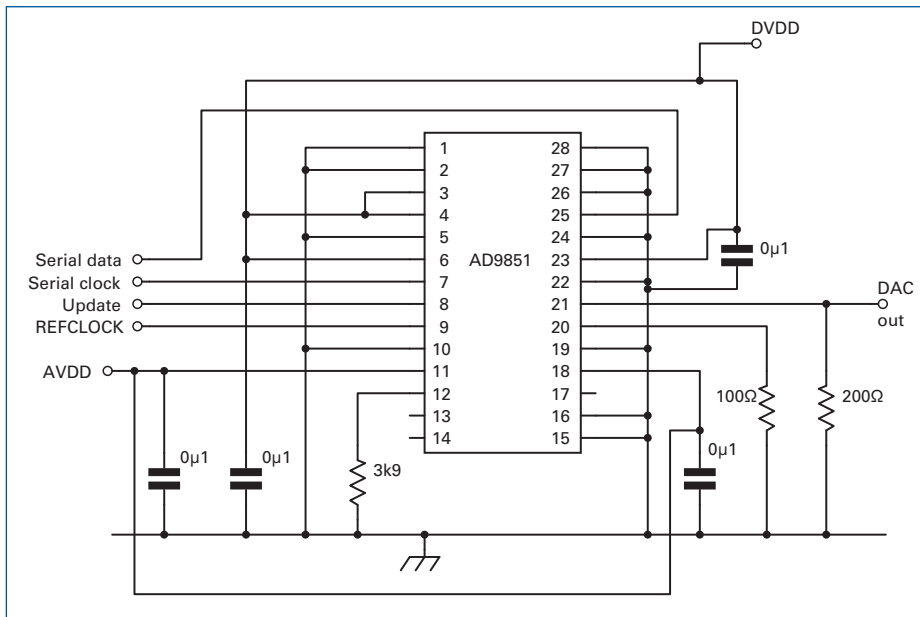 DVDD
1 28
2 27
3 26
4 25
5 24
Serial data 6 AD9851 23 0µ1
Serial clock 7 22
Update 8 21 DAC
REFCLOCK 9 20 out
10 19
AVDD 11 18
12 17 100Ω 200Ω
13 16
14 15
0µ1 0µ1 3k9 0µ1